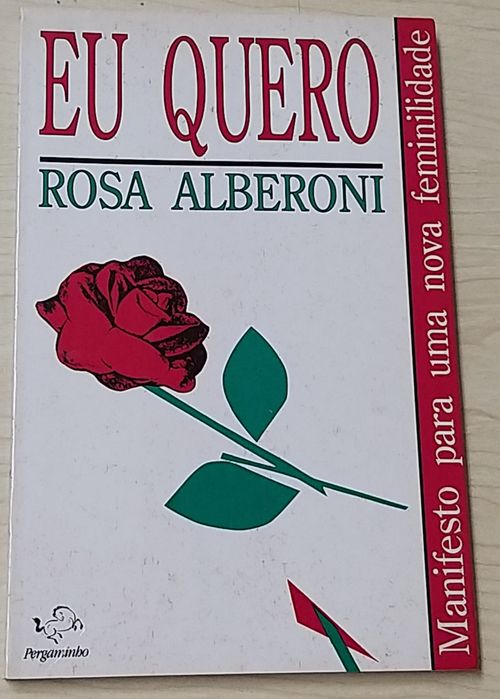 EU QUERO
ROSA ALBERONI
Manifesto para uma nova feminilidade
Pergaminho